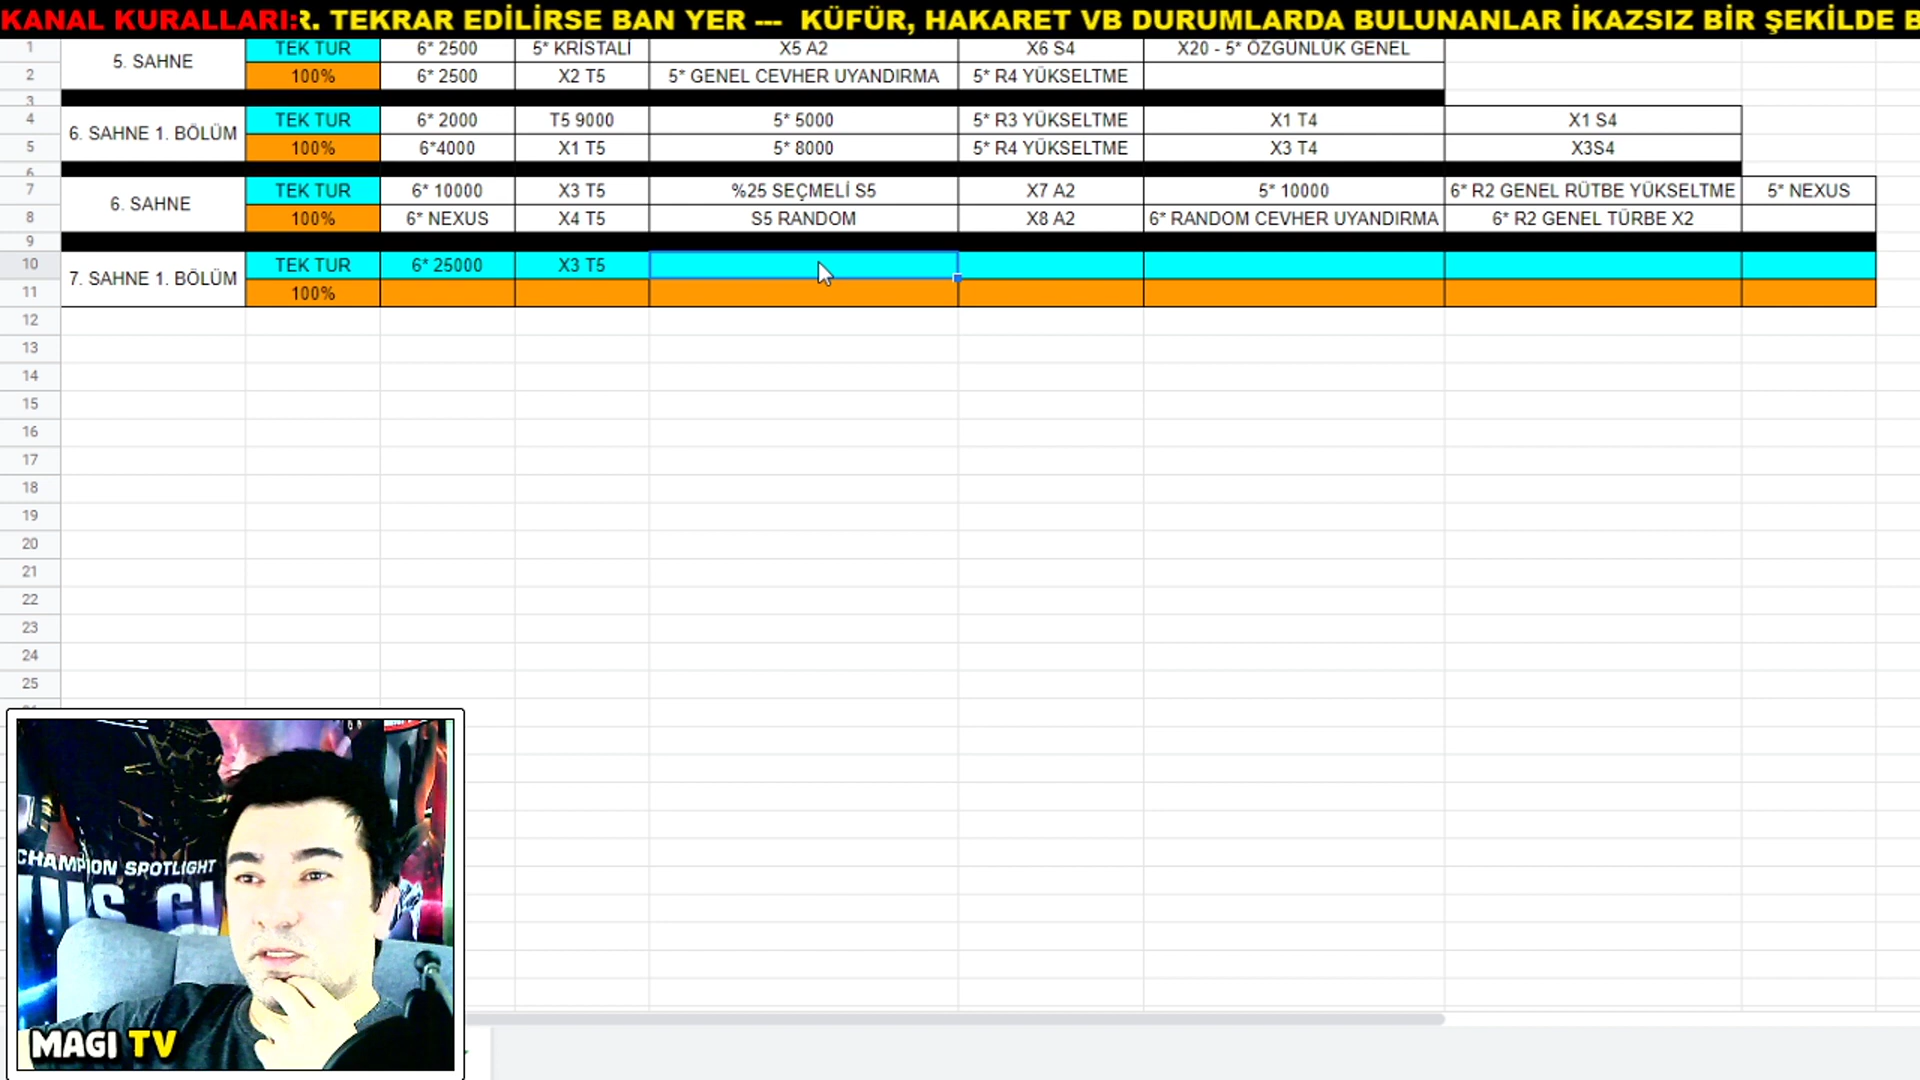 KANAL KURALLARI: R. TEKRAR EDİLİRSE BAN YER --- KÜFÜR, HAKARET VB DURUMLARDA BULUNANLAR İKAZSIZ BİR ŞEKİLDE B
1 5. SAHNE TEK TUR 6* 2500 5* KRİSTALİ X5 A2 X6 S4 X20 - 5* ÖZGÜNLÜK GENEL
2 100% 6* 2500 X2 T5 5* GENEL CEVHER UYANDIRMA 5* R4 YÜKSELTME
3
4 6. SAHNE 1. BÖLÜM TEK TUR 6* 2000 T5 9000 5* 5000 5* R3 YÜKSELTME X1 T4 X1 S4
5 100% 6*4000 X1 T5 5* 8000 5* R4 YÜKSELTME X3 T4 X3S4
6
7 6. SAHNE TEK TUR 6* 10000 X3 T5 %25 SEÇMELİ S5 X7 A2 5* 10000 6* R2 GENEL RÜTBE YÜKSELTME 5* NEXUS
8 100% 6* NEXUS X4 T5 S5 RANDOM X8 A2 6* RANDOM CEVHER UYANDIRMA 6* R2 GENEL TÜRBE X2
9
10 7. SAHNE 1. BÖLÜM TEK TUR 6* 25000 X3 T5
11 100%
12
13
14
15
16
17
18
19
20
21
22
23
24
25
CHAMPION SPOTLIGHT
MAGI TV